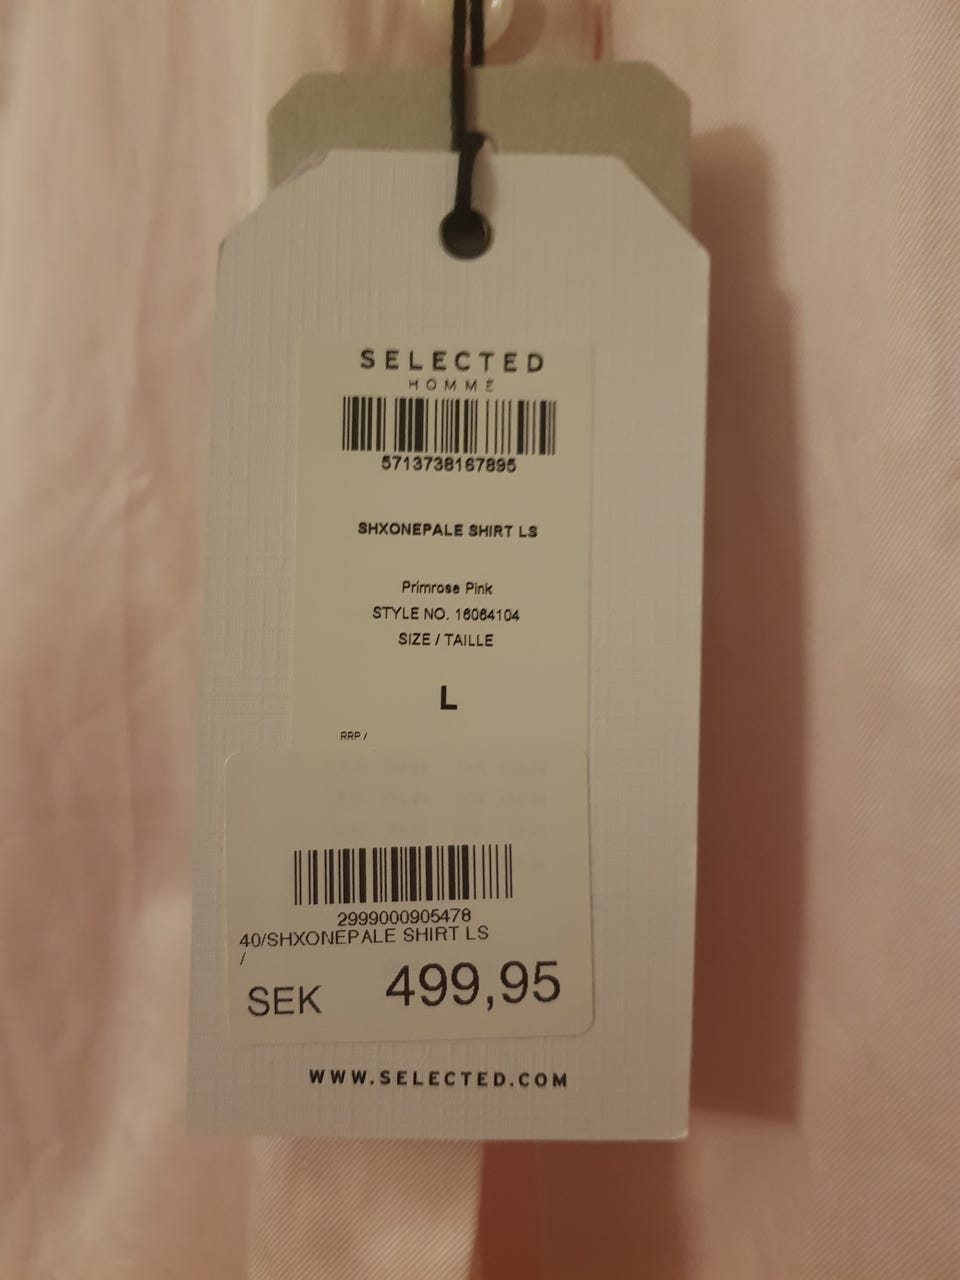 SELECTED
HOMME
5713738167895
SHXONEPALE SHIRT LS
Primrose Pink
STYLE NO. 16064104
SIZE / TAILLE
L
RRP /
2999000905478
40/SHXONEPALE SHIRT LS
/
SEK 499,95
WWW.SELECTED.COM